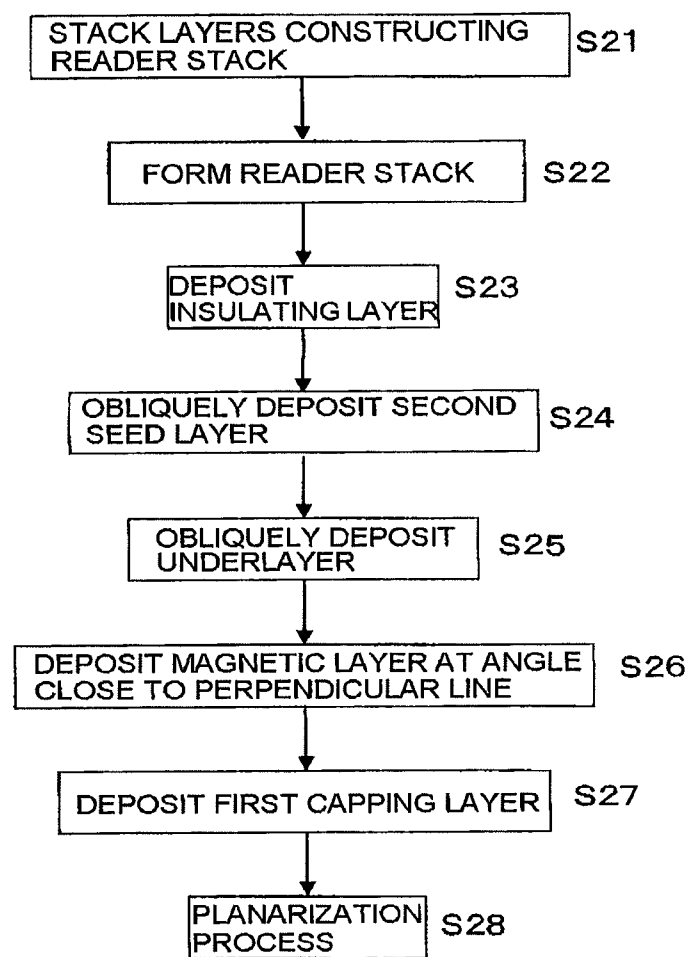 STACK LAYERS CONSTRUCTING
READER STACK
S21
FORM READER STACK
S22
DEPOSIT
INSULATING LAYER
S23
OBLIQUELY DEPOSIT SECOND
SEED LAYER
S24
OBLIQUELY DEPOSIT
UNDERLAYER
S25
DEPOSIT MAGNETIC LAYER AT ANGLE
CLOSE TO PERPENDICULAR LINE
S26
DEPOSIT FIRST CAPPING LAYER
S27
PLANARIZATION
PROCESS
S28